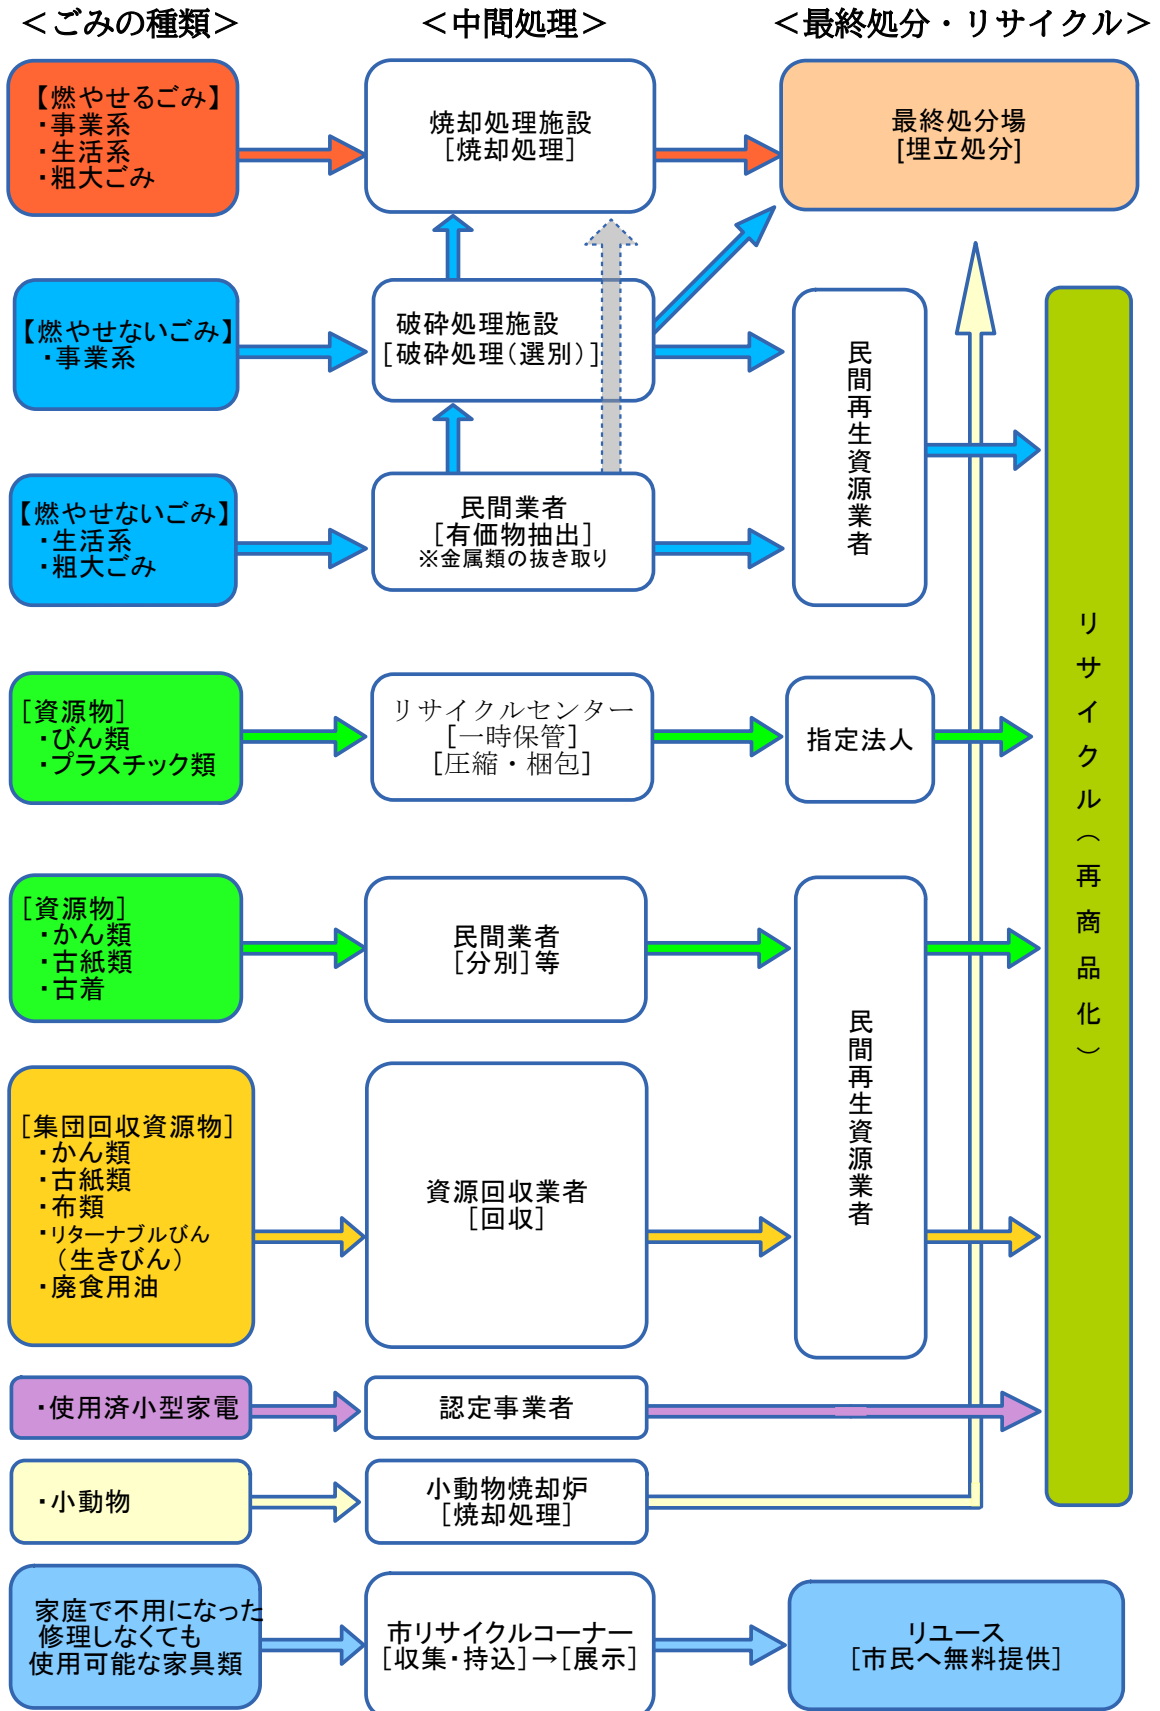 ＜ごみの種類＞
＜中間処理＞
＜最終処分・リサイクル＞
【燃やせるごみ】
・事業系
・生活系
・粗大ごみ
焼却処理施設
[焼却処理]
最終処分場
[埋立処分]
【燃やせないごみ】
・事業系
破砕処理施設
[破砕処理(選別)]
民間再生資源業者
【燃やせないごみ】
・生活系
・粗大ごみ
民間業者
[有価物抽出]
※金属類の抜き取り
リサイクル（再商品化）
[資源物]
・びん類
・プラスチック類
リサイクルセンター
[一時保管]
[圧縮・梱包]
指定法人
[資源物]
・かん類
・古紙類
・古着
民間業者
[分別]等
民間再生資源業者
[集団回収資源物]
・かん類
・古紙類
・布類
・リターナブルびん
（生きびん）
・廃食用油
資源回収業者
[回収]
・使用済小型家電
認定事業者
・小動物
小動物焼却炉
[焼却処理]
家庭で不用になった
修理しなくても
使用可能な家具類
市リサイクルコーナー
[収集・持込]→[展示]
リユース
[市民へ無料提供]